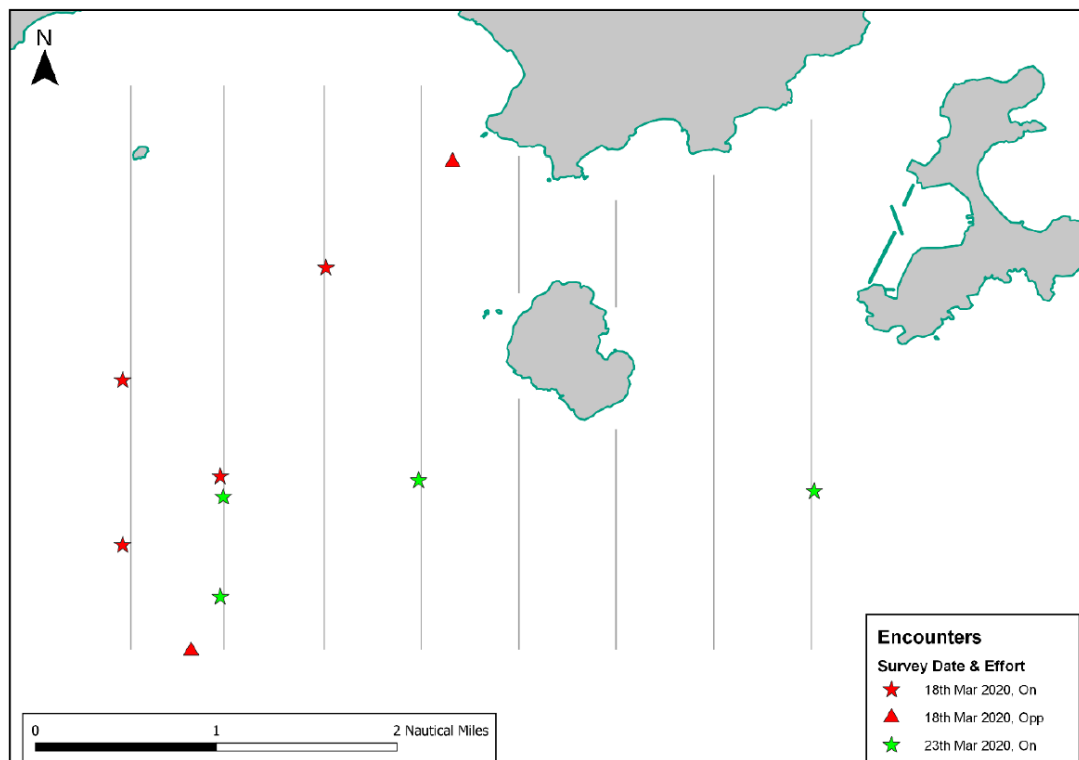 N
Encounters
Survey Date & Effort
18th Mar 2020, On
18th Mar 2020, Opp
23th Mar 2020, On
0 1 2 Nautical Miles